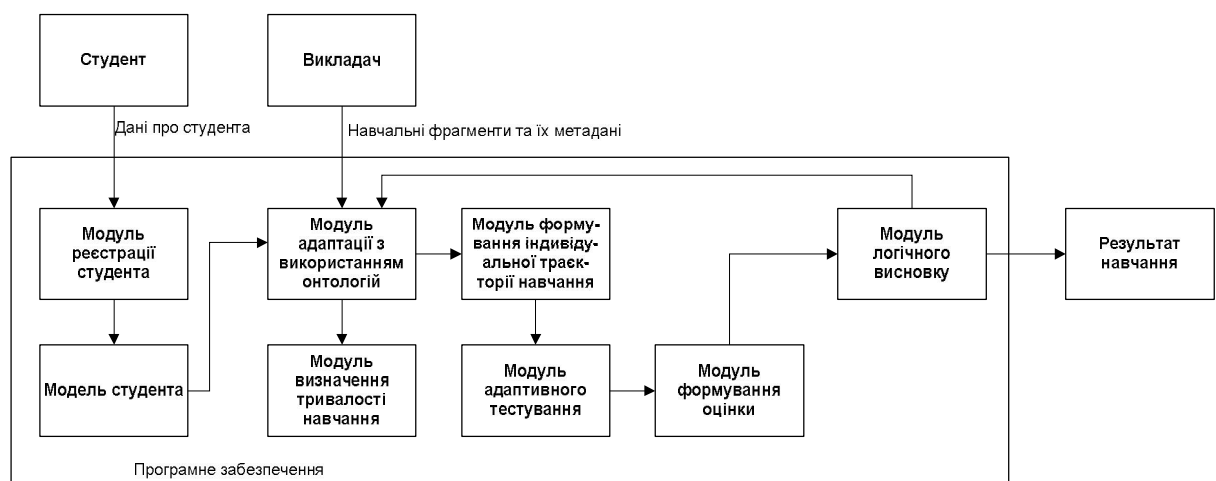 Студент
Викладач
Дані про студента
Навчальні фрагменти та їх метадані
Модуль
реєстрації
студента
Модуль
адаптації з
використанням
онтологій
Модуль форму-
вання індивіду-
альної траєк-
торії навчання
Модуль
логічного
висновку
Результат
навчання
Модель студента
Модуль
визначення
тривалості
навчання
Модуль
адаптивного
тестування
Модуль
формування
оцінки
Програмне забезпечення